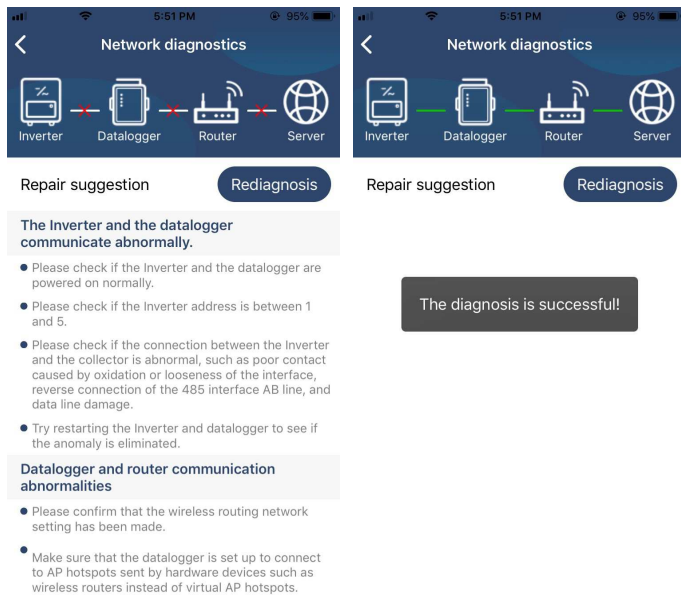 5:51 PM
95%
Network diagnostics
Inverter Datalogger Router Server
Repair suggestion
Rediagnosis
The Inverter and the datalogger
communicate abnormally.
Please check if the Inverter and the datalogger are
powered on normally.
Please check if the Inverter address is between 1
and 5.
Please check if the connection between the Inverter
and the collector is abnormal, such as poor contact
caused by oxidation or looseness of the interface,
reverse connection of the 485 interface AB line, and
data line damage.
Try restarting the Inverter and datalogger to see if
the anomaly is eliminated.
Datalogger and router communication
abnormalities
Please confirm that the wireless routing network
setting has been made.
Make sure that the datalogger is set up to connect
to AP hotspots sent by hardware devices such as
wireless routers instead of virtual AP hotspots.
5:51 PM
95%
Network diagnostics
Inverter Datalogger Router Server
Repair suggestion
Rediagnosis
The diagnosis is successful!